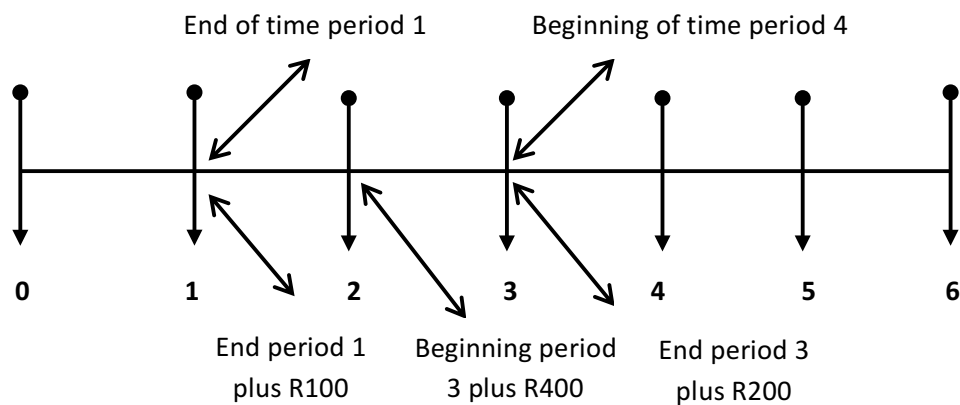 End of time period 1
Beginning of time period 4
0 1 2 3 4 5 6
End period 1
plus R100
Beginning period
3 plus R400
End period 3
plus R200